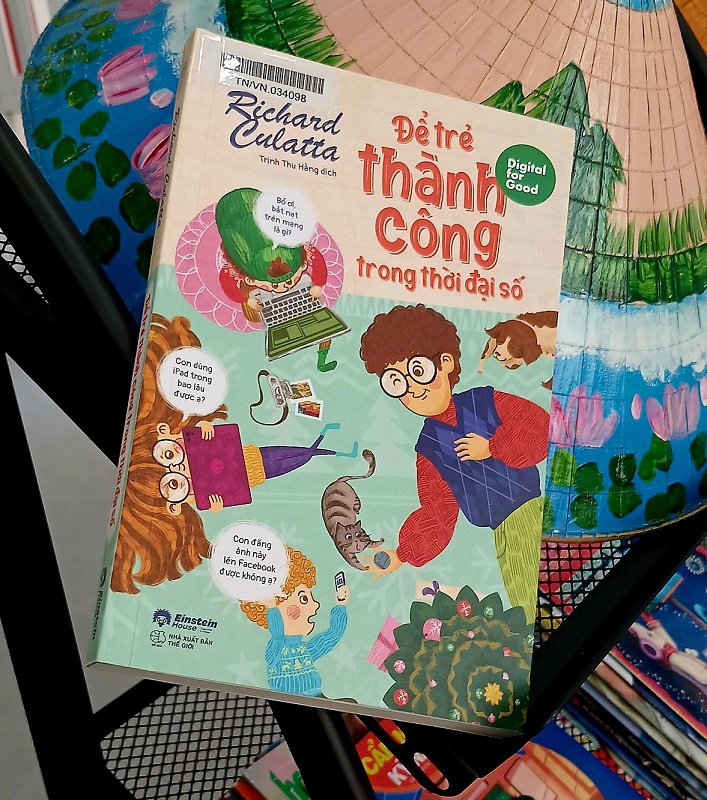 TN/VN.034098
Richard
Culatta
Trịnh Thu Hằng dịch
Để trẻ
thành
công
trong thời đại số
Digital
for
Good
Bố ơi,
bắt nạt
trên mạng
là gì?
Con dùng
iPad trong
bao lâu
được ạ?
Con đăng
ảnh này
lên Facebook
được không ạ?
Einstein
House
NHÀ XUẤT BẢN
THẾ GIỚI